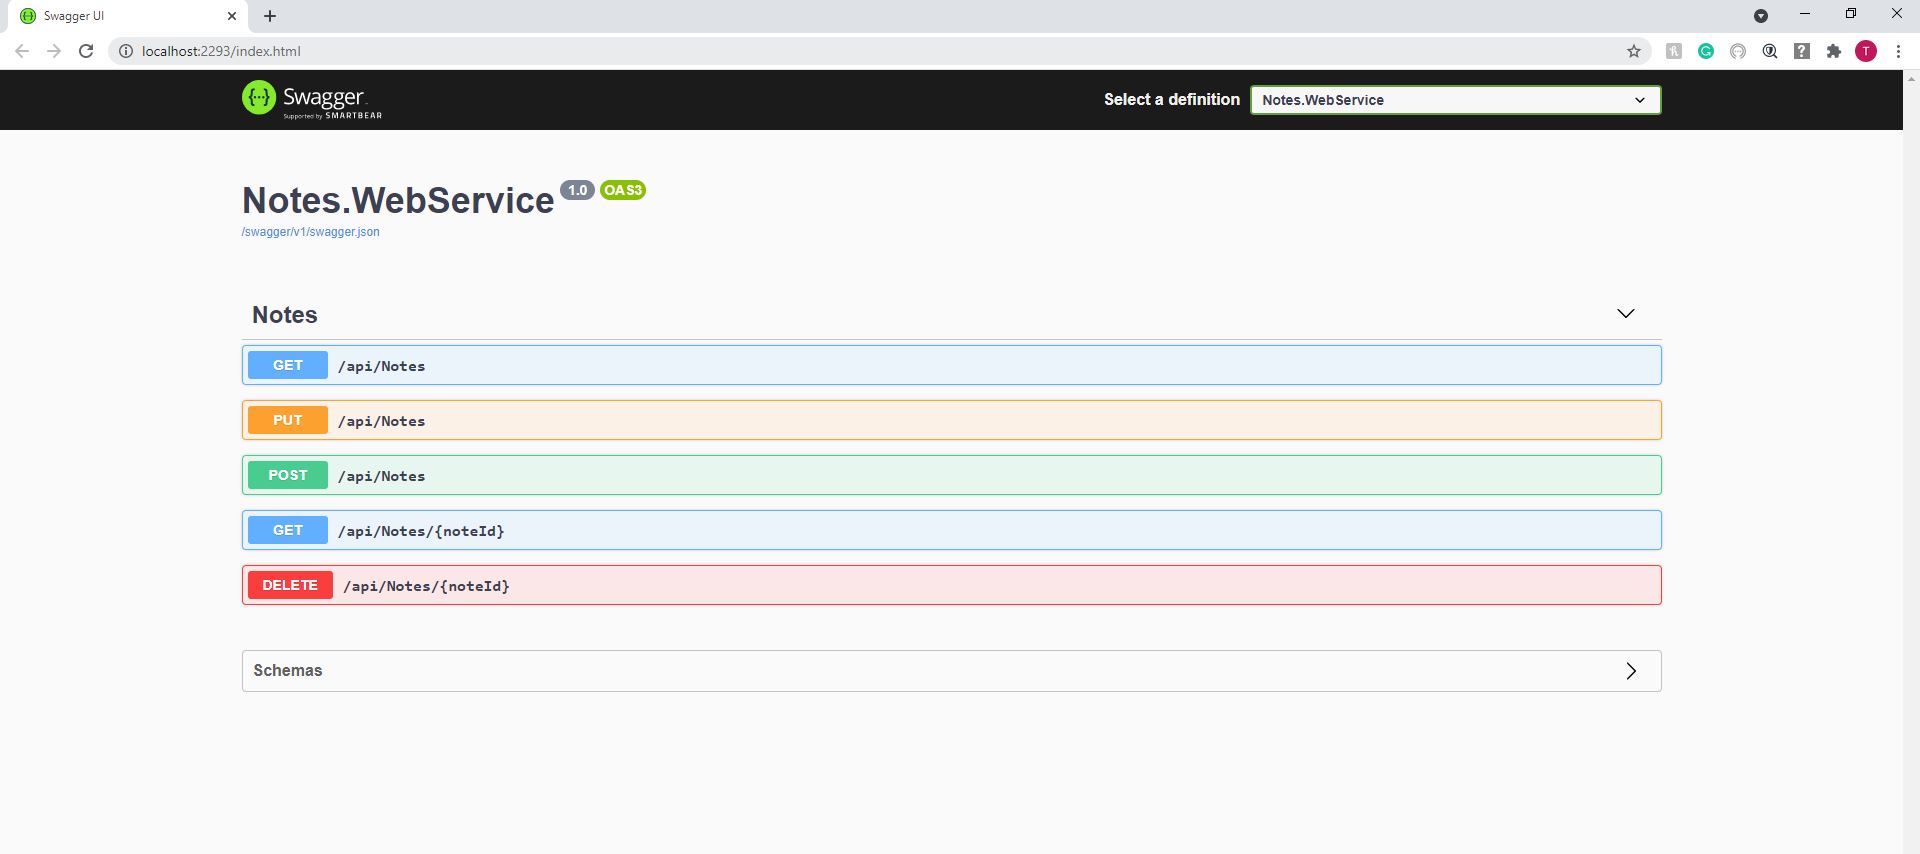 Swagger UI
localhost:2293/index.html
T
Swagger
Supported by SMARTBEAR
Select a definition
Notes.WebService
Notes.WebService 1.0 OAS3
/swagger/v1/swagger.json
Notes
GET /api/Notes
PUT /api/Notes
POST /api/Notes
GET /api/Notes/{noteId}
DELETE /api/Notes/{noteId}
Schemas